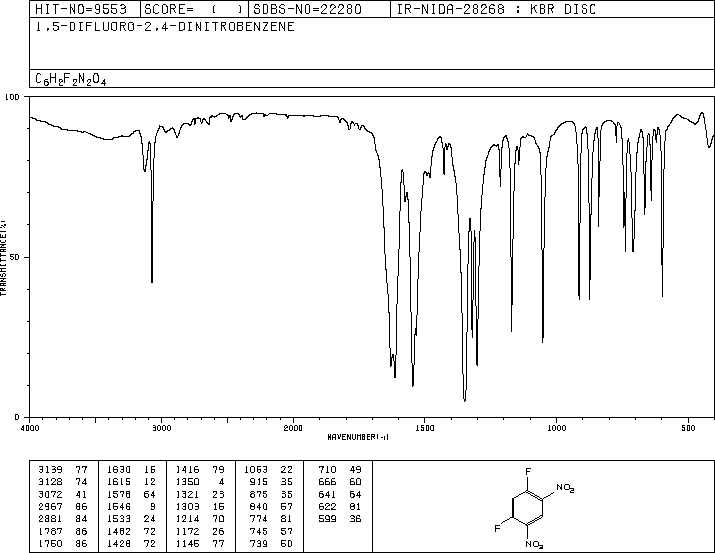 HIT-NO=9553 SCORE= ( ) SDBS-NO=22280 IR-NIDA-28268 : KBR DISC
1,5-DIFLUORO-2,4-DINITROBENZENE
C6H2F2N2O4
100
50
0
TRANSMITTANCE(%)
4000 3000 2000 1500 1000 500
WAVENUMBER(-1)
3139 77 1630 16 1416 79 1063 22 710 49
3128 74 1615 12 1350 4 915 35 666 60
3072 41 1578 64 1321 23 875 35 641 64
2967 86 1546 9 1303 16 840 57 622 81
2881 84 1533 24 1214 70 774 81 599 36
1787 86 1482 72 1172 26 745 57
1750 86 1428 72 1146 77 739 50
F
NO2
F
NO2